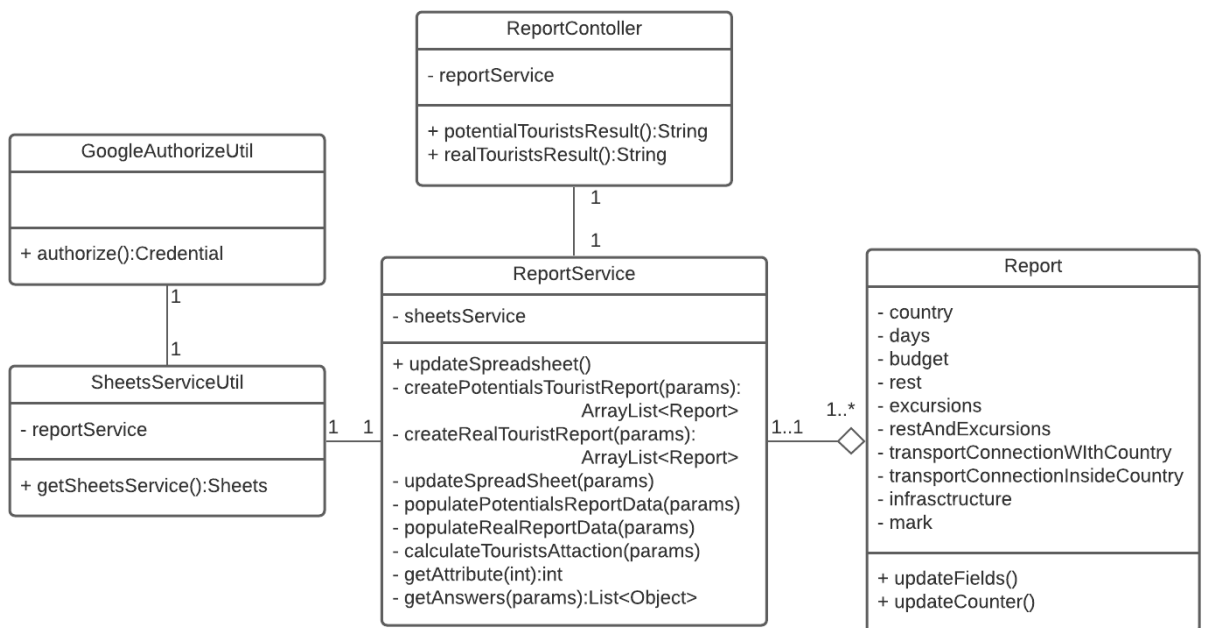 ReportContoller
- reportService
+ potentialTouristsResult():String
+ realTouristsResult():String
1
1
GoogleAuthorizeUtil
+ authorize():Credential
1
1
SheetsServiceUtil
- reportService
+ getSheetsService():Sheets
1
1
ReportService
- sheetsService
+ updateSpreadsheet()
- createPotentialsTouristReport(params):
ArrayList<Report>
- createRealTouristReport(params):
ArrayList<Report>
- updateSpreadSheet(params)
- populatePotentialsReportData(params)
- populateRealReportData(params)
- calculateTouristsAttaction(params)
- getAttribute(int):int
- getAnswers(params):List<Object>
1..1
1..*
Report
- country
- days
- budget
- rest
- excursions
- restAndExcursions
- transportConnectionWIthCountry
- transportConnectionInsideCountry
- infrasctructure
- mark
+ updateFields()
+ updateCounter()